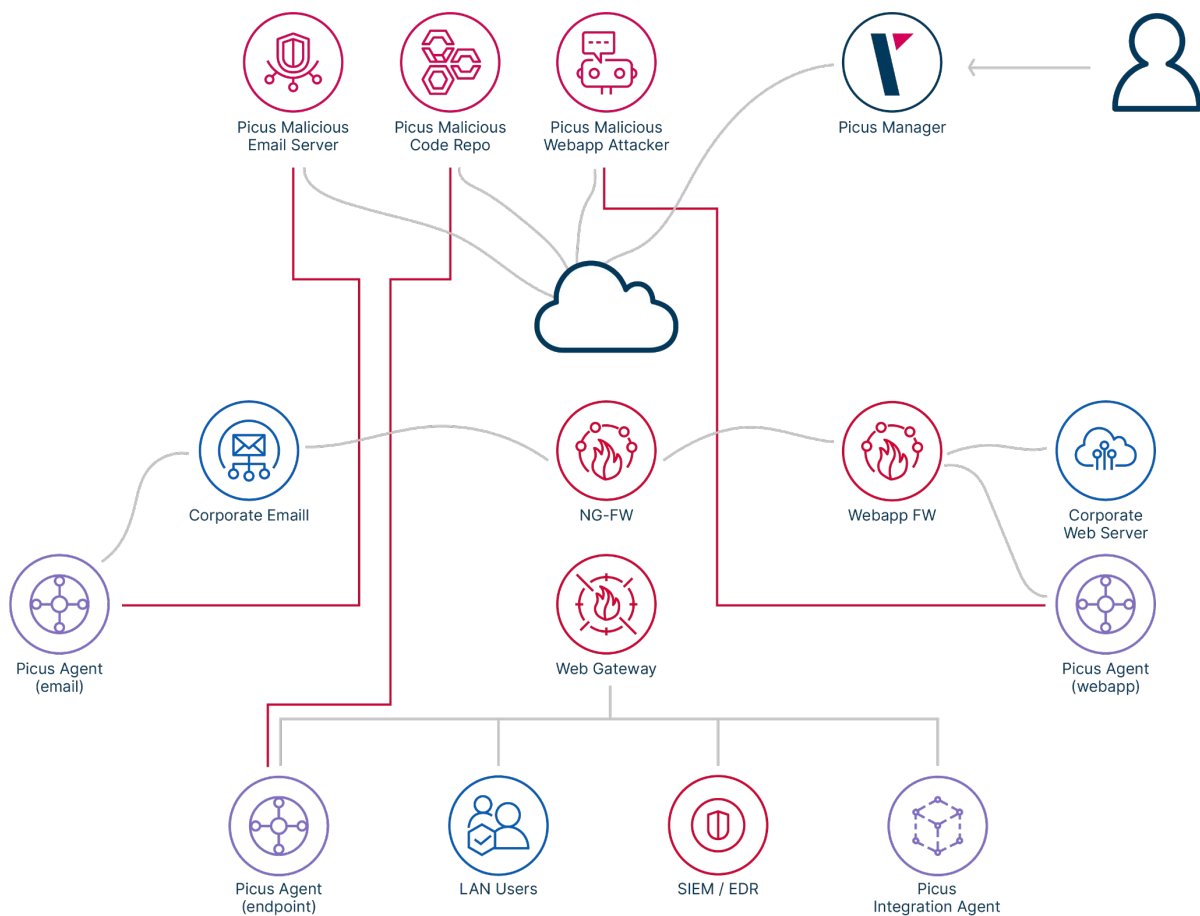 Picus Malicious
Email Server
Picus Malicious
Code Repo
Picus Malicious
Webapp Attacker
Picus Manager
Corporate Emaill
NG-FW
Webapp FW
Corporate
Web Server
Picus Agent
(email)
Web Gateway
Picus Agent
(webapp)
Picus Agent
(endpoint)
LAN Users
SIEM / EDR
Picus
Integration Agent